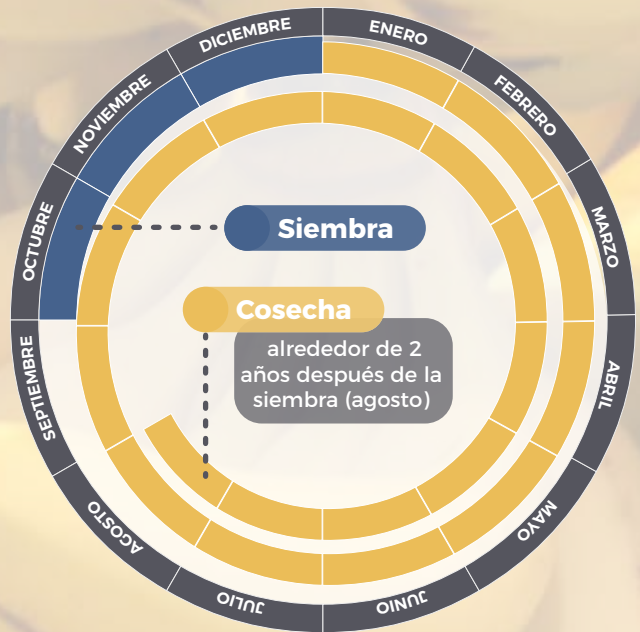 ENERO
FEBRERO
MARZO
ABRIL
MAYO
JUNIO
JULIO
AGOSTO
SEPTIEMBRE
OCTUBRE
NOVIEMBRE
DICIEMBRE
Siembra
Cosecha
alrededor de 2
años después de la
siembra (agosto)